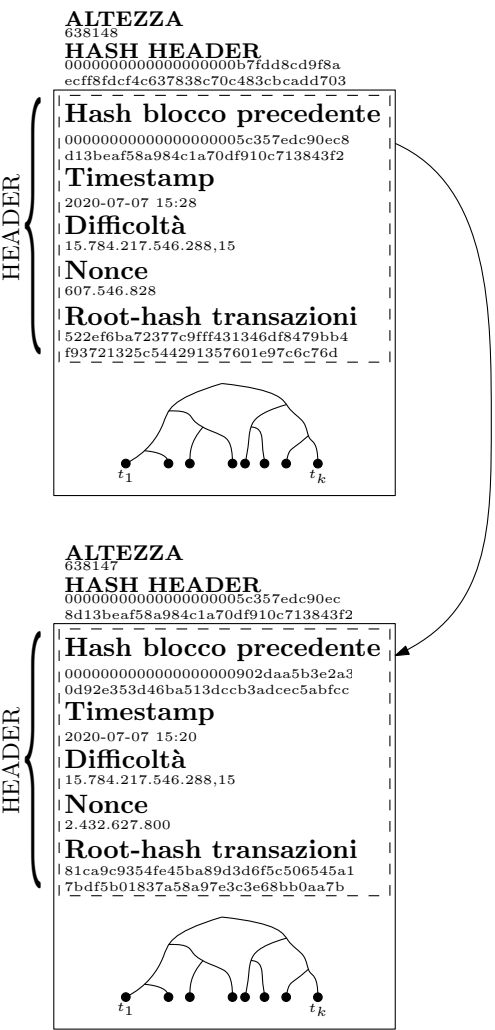 ALTEZZA
638148
HASH HEADER
0000000000000000000b7fdd8cd9f8a
ecff8fdcf4c637838c70c483cbcadd703
Hash blocco precedente
00000000000000000005c357edc90ec8
d13beaf58a984c1a70df910c713843f2
Timestamp
2020-07-07 15:28
Difficoltà
15.784.217.546.288,15
Nonce
607.546.828
Root-hash transazioni
522ef6ba72377c9fff431346df8479bb4
f93721325c544291357601e97c6c76d
HEADER
t1
tk
ALTEZZA
638147
HASH HEADER
00000000000000000005c357edc90ec
8d13beaf58a984c1a70df910c713843f2
Hash blocco precedente
0000000000000000000902daa5b3e2a3
0d92e353d46ba513dccb3adcec5abfcc
Timestamp
2020-07-07 15:20
Difficoltà
15.784.217.546.288,15
Nonce
2.432.627.800
Root-hash transazioni
81ca9c9354fe45ba89d3d6f5c506545a1
7bdf5b01837a58a97e3c3e68bb0aa7b
HEADER
t1
tk